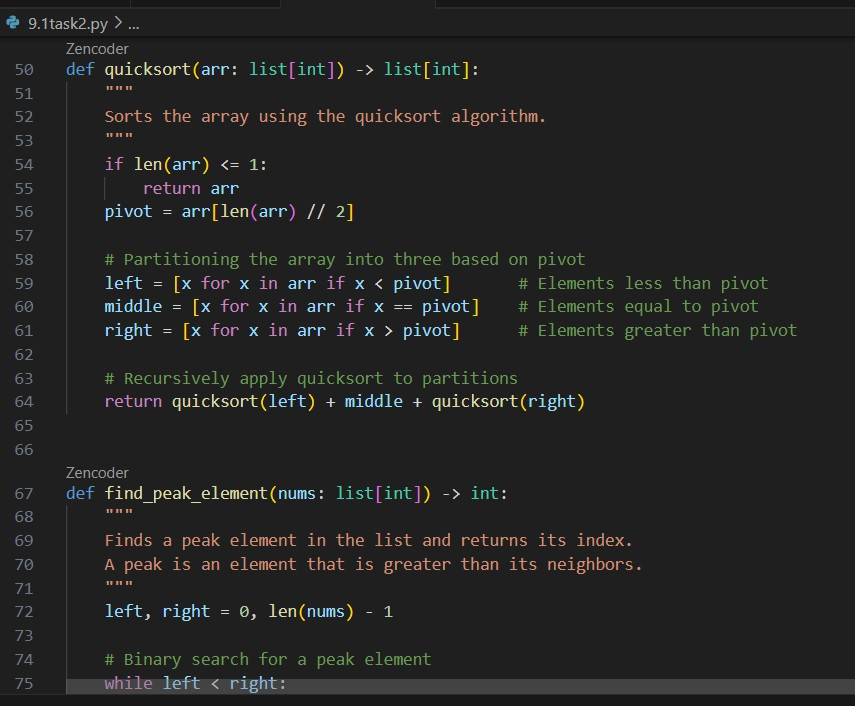 9.1task2.py > ...
Zencoder
50 def quicksort(arr: list[int]) -> list[int]:
51     """
52     Sorts the array using the quicksort algorithm.
53     """
54     if len(arr) <= 1:
55         return arr
56     pivot = arr[len(arr) // 2]
57
58     # Partitioning the array into three based on pivot
59     left = [x for x in arr if x < pivot]       # Elements less than pivot
60     middle = [x for x in arr if x == pivot]    # Elements equal to pivot
61     right = [x for x in arr if x > pivot]      # Elements greater than pivot
62
63     # Recursively apply quicksort to partitions
64     return quicksort(left) + middle + quicksort(right)
65
66
Zencoder
67 def find_peak_element(nums: list[int]) -> int:
68     """
69     Finds a peak element in the list and returns its index.
70     A peak is an element that is greater than its neighbors.
71     """
72     left, right = 0, len(nums) - 1
73
74     # Binary search for a peak element
75     while left < right: